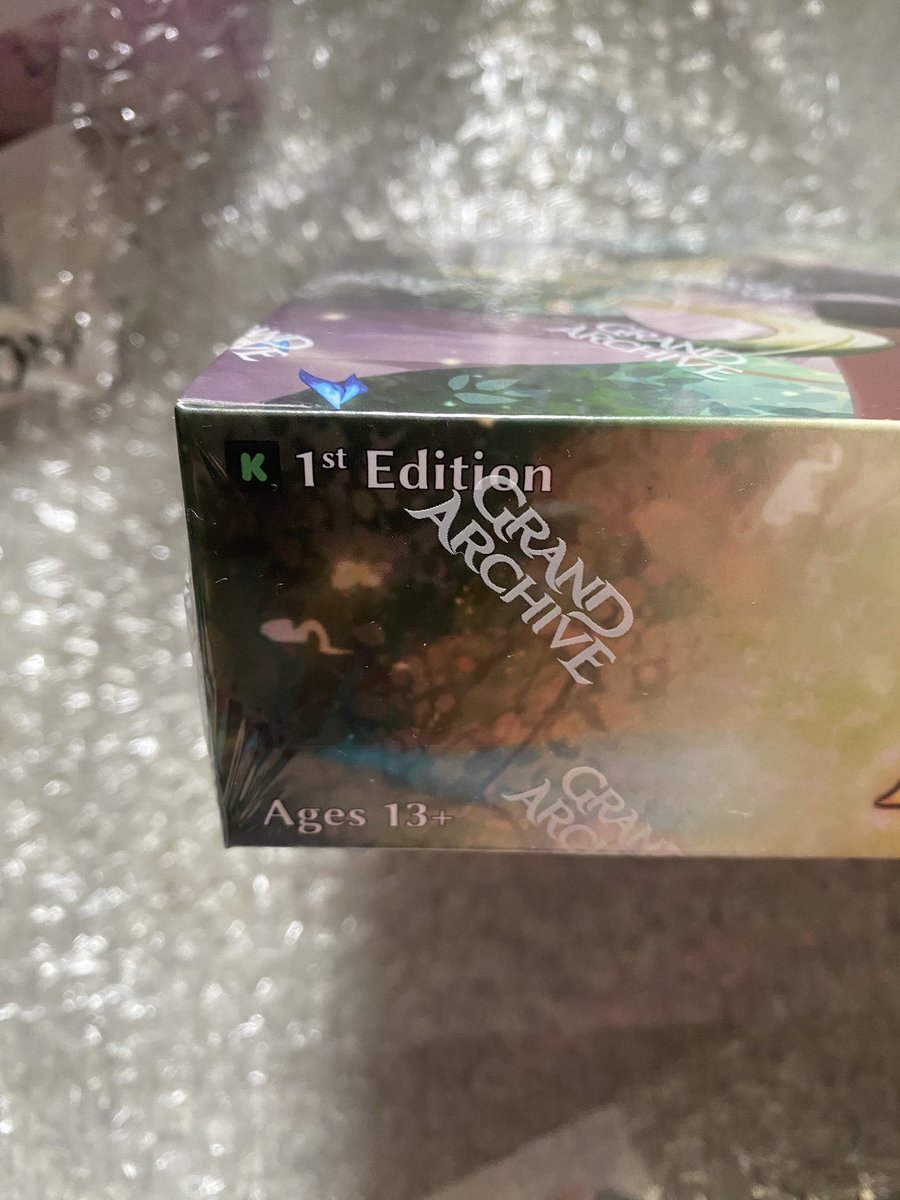 GRAND
ARCHIVE
K 1st Edition
GRAND
ARCHIVE
Ages 13+